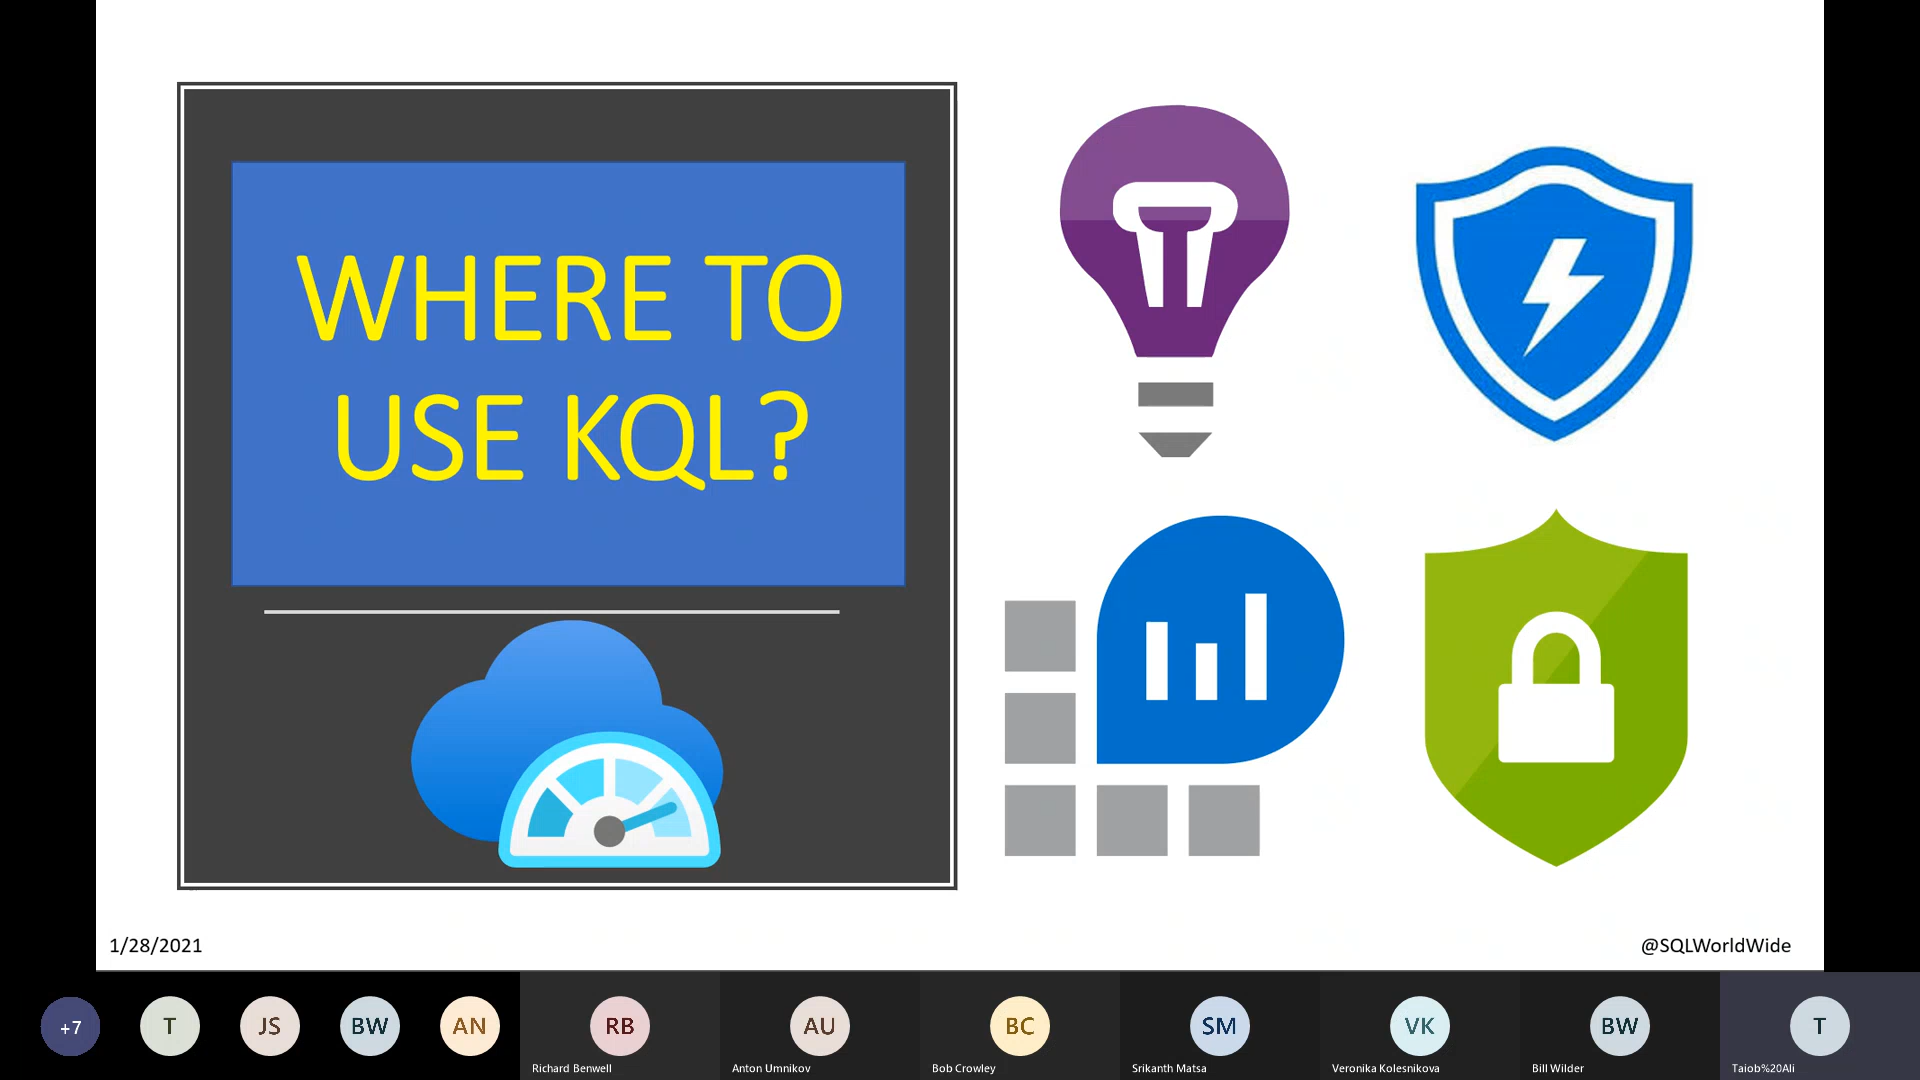 WHERE TO
USE KQL?
1/28/2021
@SQLWorldWide
+7
T
JS
BW
AN
RB
AU
BC
SM
VK
BW
T
Richard Benwell
Anton Umnikov
Bob Crowley
Srikanth Matsa
Veronika Kolesnikova
Bill Wilder
Taiob%20Ali